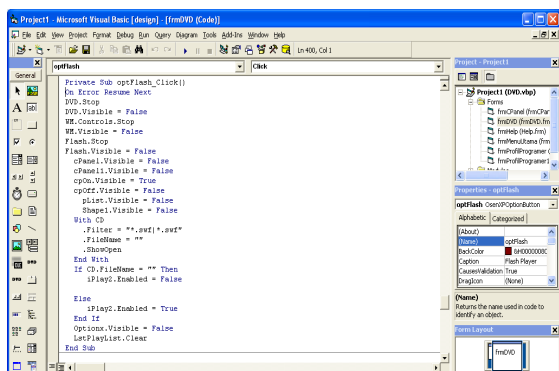 Project1 - Microsoft Visual Basic [design] - [frmDVD (Code)]
File Edit View Project Format Debug Run Query Diagram Tools Add-Ins Window Help
Ln 400, Col 1
General
optFlash
Click
Private Sub optFlash_Click()
On Error Resume Next
DVD.Stop
DVD.Visible = False
WM.Controls.Stop
WM.Visible = False
Flash.Stop
Flash.Visible = False
cPanel.Visible = False
cPanel1.Visible = False
cpOn.Visible = True
cpOff.Visible = False
pList.Visible = False
Shape1.Visible = False
With CD
.Filter = "*.swf|*.swf"
.FileName = ""
.ShowOpen
End With
If CD.FileName = "" Then
iPlay2.Enabled = False
Else
iPlay2.Enabled = True
End If
Optionx.Visible = False
LstPlayList.Clear
End Sub
Project - Project1
Project1 (DVD.vbp)
Forms
frmCPanel (frmCPar
frmDVD (frmDVD.frm
frmHelp (Help.frm)
frmMenuUtama (frm
frmProfilProgramer (
frmProfilProgramer1
Properties - optFlash
optFlash OsenXPOptionButton
Alphabetic Categorized
(About)
(Name) optFlash
BackColor &H0000008C
Caption Flash Player
CausesValidation True
DragIcon (None)
(Name)
Returns the name used in code to
identify an object.
Form Layout
frmDVD